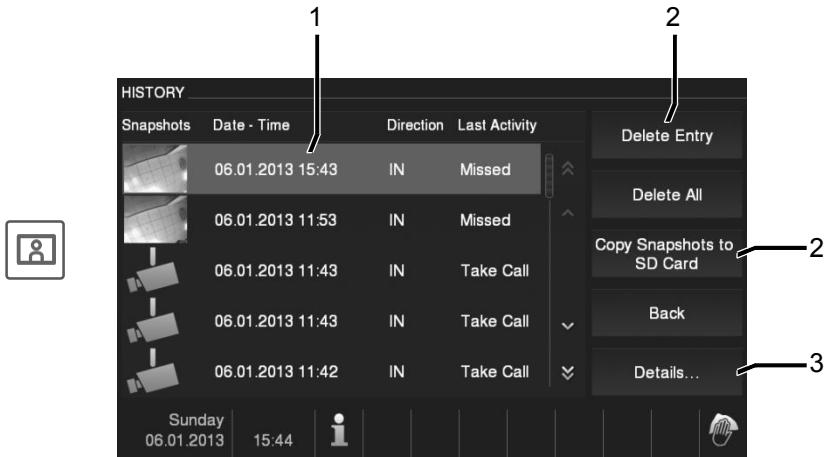 1
2
HISTORY
Snapshots Date - Time Direction Last Activity
Delete Entry
06.01.2013 15:43 IN Missed
Delete All
06.01.2013 11:53 IN Missed
Copy Snapshots to
SD Card
2
06.01.2013 11:43 IN Take Call
06.01.2013 11:43 IN Take Call
Back
06.01.2013 11:42 IN Take Call
Details...
3
Sunday
06.01.2013 15:44